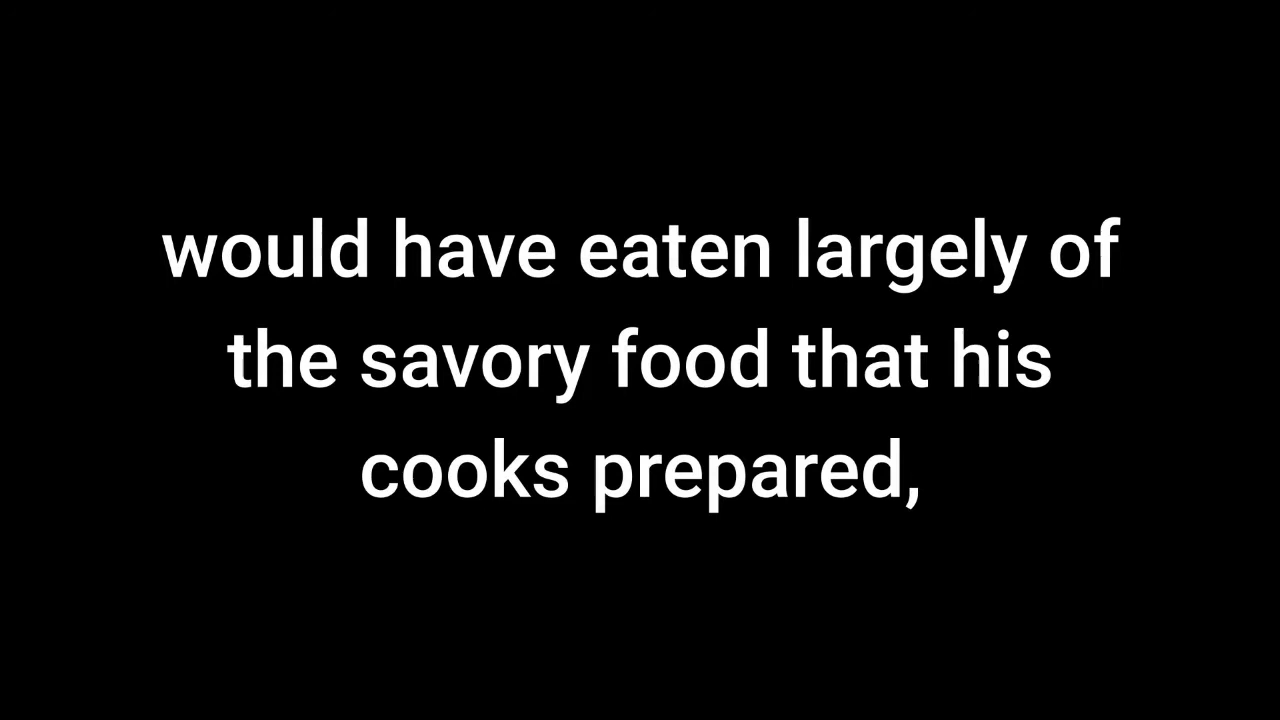 would have eaten largely of
the savory food that his
cooks prepared,